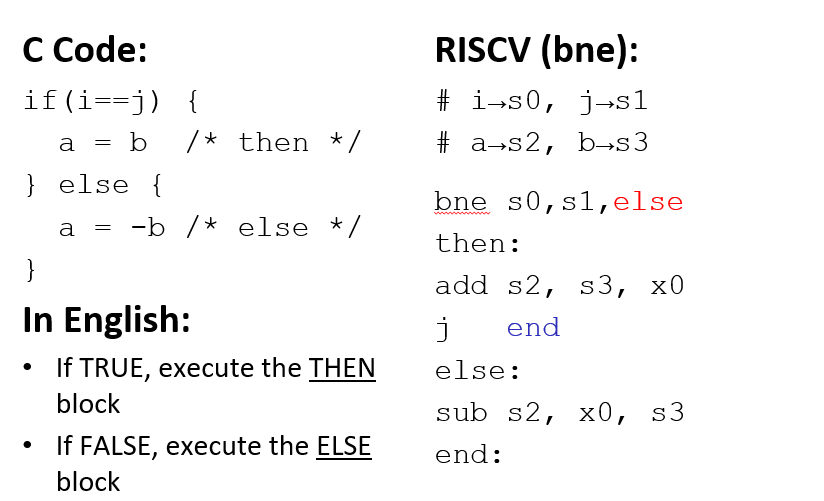 C Code:
if(i==j) {
  a = b  /* then */
} else {
  a = -b /* else */
}
In English:
• If TRUE, execute the THEN
block
• If FALSE, execute the ELSE
block
RISCV (bne):
# i→s0, j→s1
# a→s2, b→s3
bne s0,s1,else
then:
add s2, s3, x0
j   end
else:
sub s2, x0, s3
end: